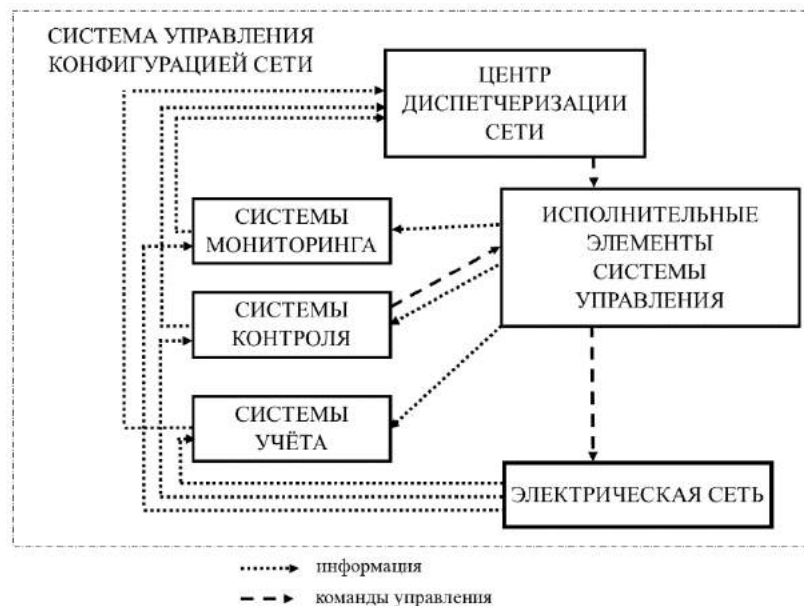 СИСТЕМА УПРАВЛЕНИЯ
КОНФИГУРАЦИЕЙ СЕТИ
ЦЕНТР
ДИСПЕТЧЕРИЗАЦИИ
СЕТИ
СИСТЕМЫ
МОНИТОРИНГА
ИСПОЛНИТЕЛЬНЫЕ
ЭЛЕМЕНТЫ
СИСТЕМЫ
УПРАВЛЕНИЯ
СИСТЕМЫ
КОНТРОЛЯ
СИСТЕМЫ
УЧЁТА
ЭЛЕКТРИЧЕСКАЯ СЕТЬ
информация
команды управления